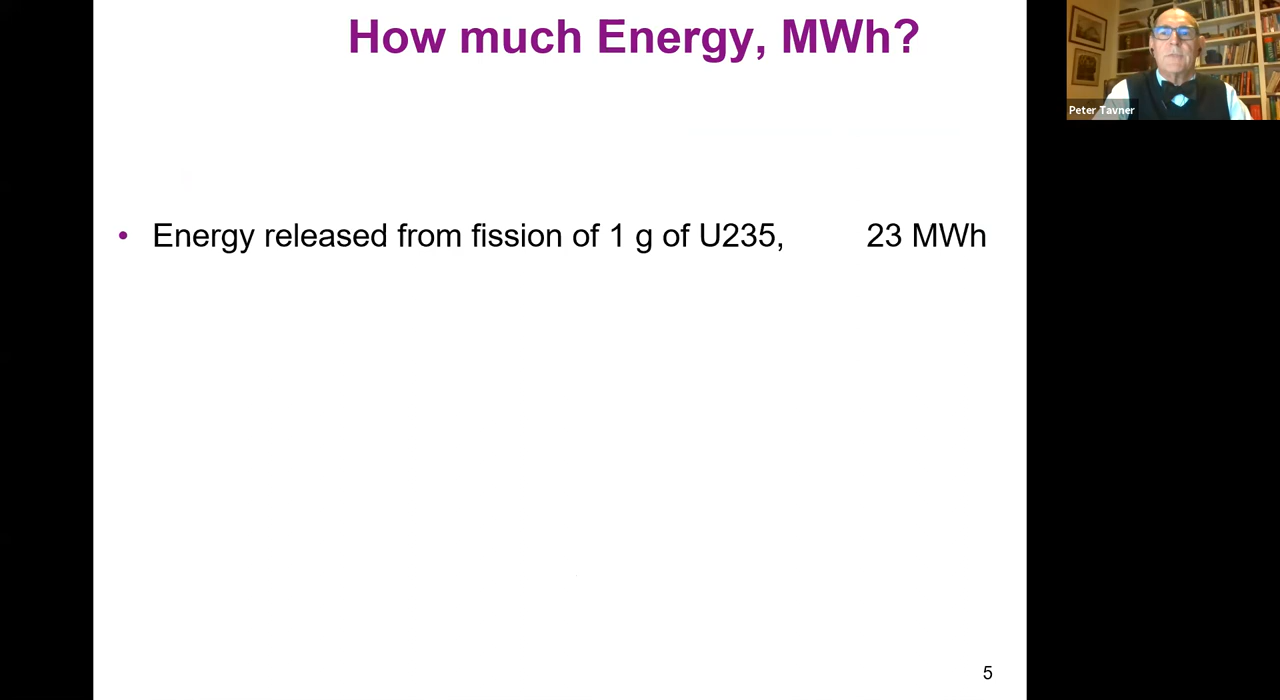 How much Energy, MWh?
Peter Tavner
• Energy released from fission of 1 g of U235, 23 MWh
5